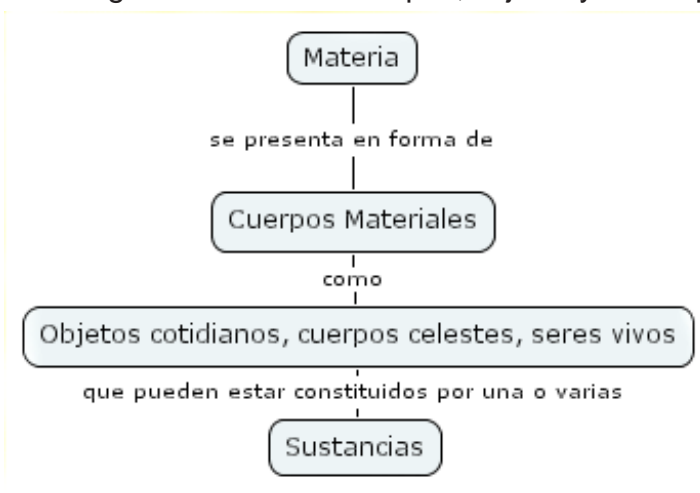 Materia
se presenta en forma de
Cuerpos Materiales
como
Objetos cotidianos, cuerpos celestes, seres vivos
que pueden estar constituidos por una o varias
Sustancias